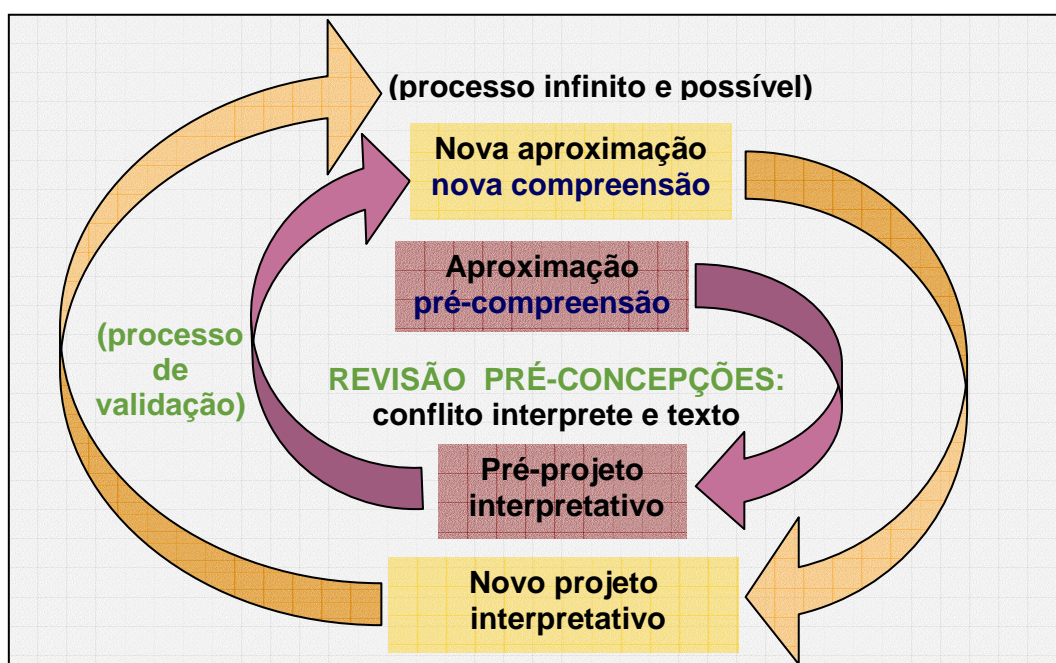 (processo infinito e possível)
Nova aproximação
nova compreensão
Aproximação
pré-compreensão
(processo
de
validação)
REVISÃO PRÉ-CONCEPÇÕES:
conflito interprete e texto
Pré-projeto
interpretativo
Novo projeto
interpretativo